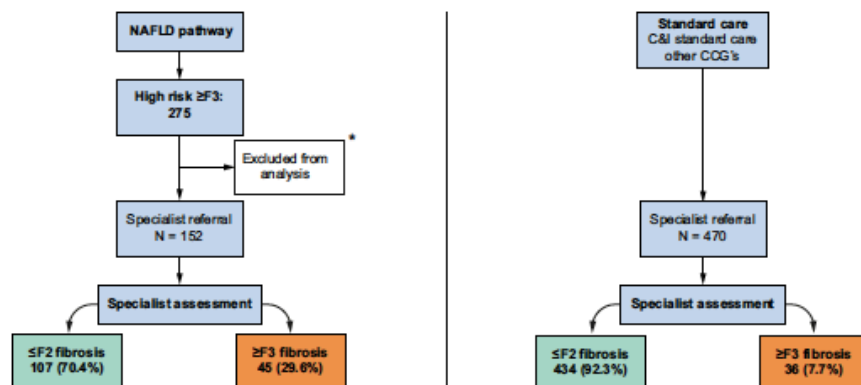 NAFLD pathway
High risk ≥F3:
275
*
Excluded from
analysis
Specialist referral
N = 152
Specialist assessment
≤F2 fibrosis
107 (70.4%)
≥F3 fibrosis
45 (29.6%)
Standard care
C&I standard care
other CCG's
Specialist referral
N = 470
Specialist assessment
≤F2 fibrosis
434 (92.3%)
≥F3 fibrosis
36 (7.7%)